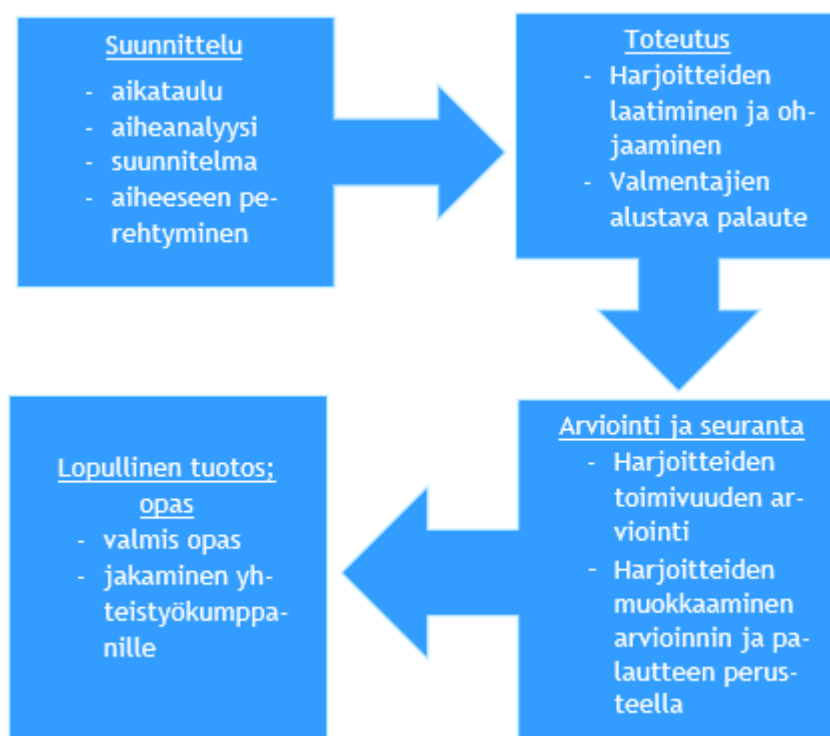 Suunnittelu
- aikataulu
- aiheanalyysi
- suunnitelma
- aiheeseen pe-
rehtyminen
Toteutus
- Harjoitteiden
laatiminen ja oh-
jaaminen
- Valmentajien
alustava palaute
Arviointi ja seuranta
- Harjoitteiden
toimivuuden ar-
viointi
- Harjoitteiden
muokkaaminen
arvioinnin ja pa-
lautteen perus-
teella
Lopullinen tuotos;
opas
- valmis opas
- jakaminen yh-
teistyökumppa-
nille